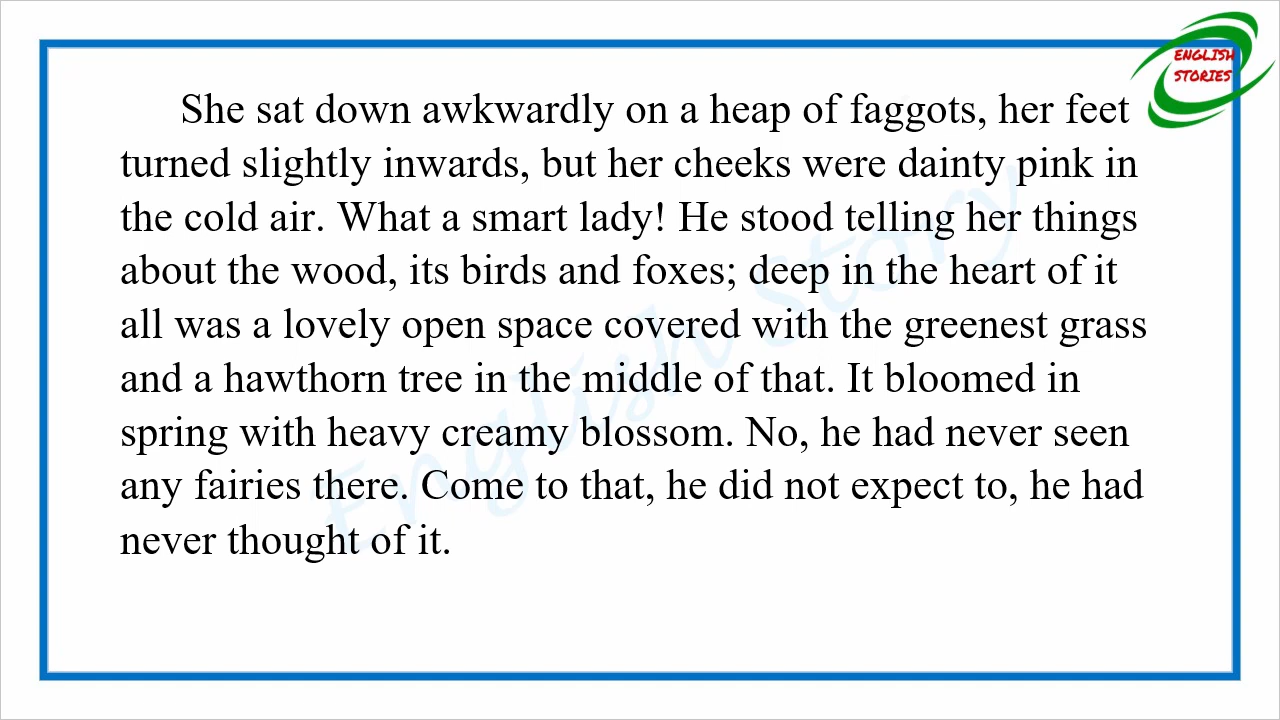 ENGLISH
STORIES
She sat down awkwardly on a heap of faggots, her feet
turned slightly inwards, but her cheeks were dainty pink in
the cold air. What a smart lady! He stood telling her things
about the wood, its birds and foxes; deep in the heart of it
all was a lovely open space covered with the greenest grass
and a hawthorn tree in the middle of that. It bloomed in
spring with heavy creamy blossom. No, he had never seen
any fairies there. Come to that, he did not expect to, he had
never thought of it.
English Story